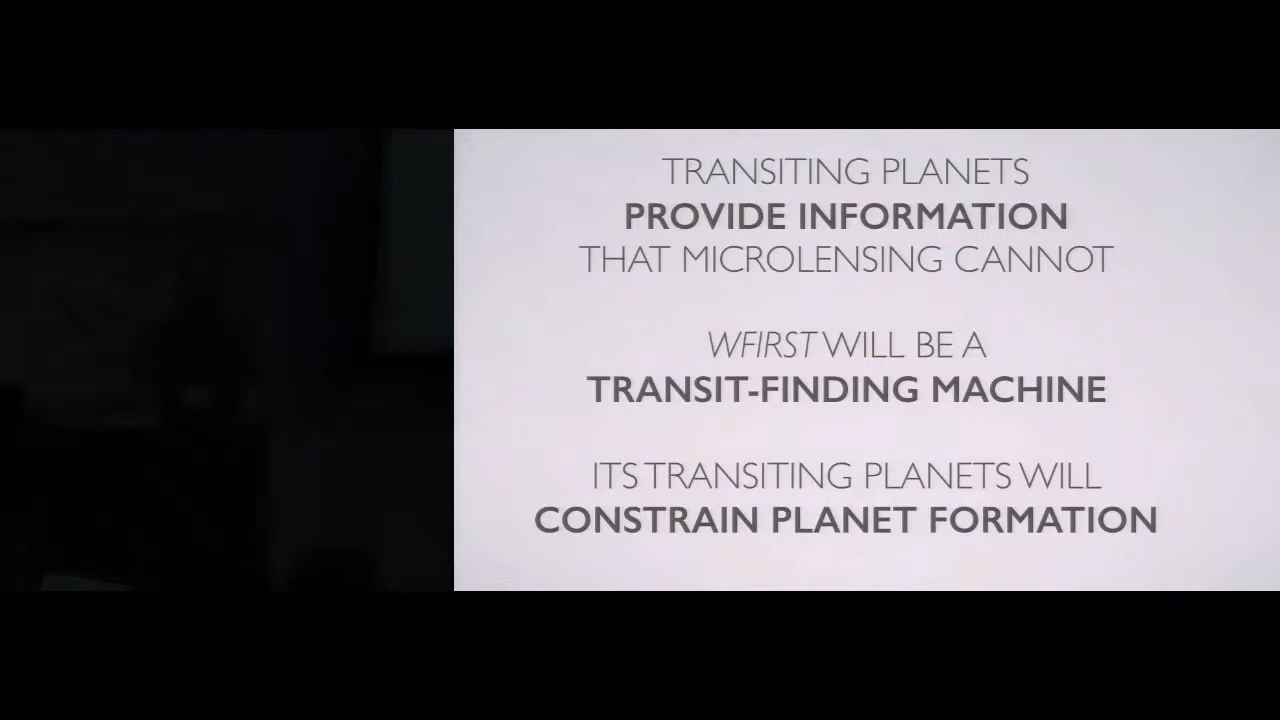 TRANSITING PLANETS
PROVIDE INFORMATION
THAT MICROLENSING CANNOT
WFIRST WILL BE A
TRANSIT-FINDING MACHINE
ITS TRANSITING PLANETS WILL
CONSTRAIN PLANET FORMATION